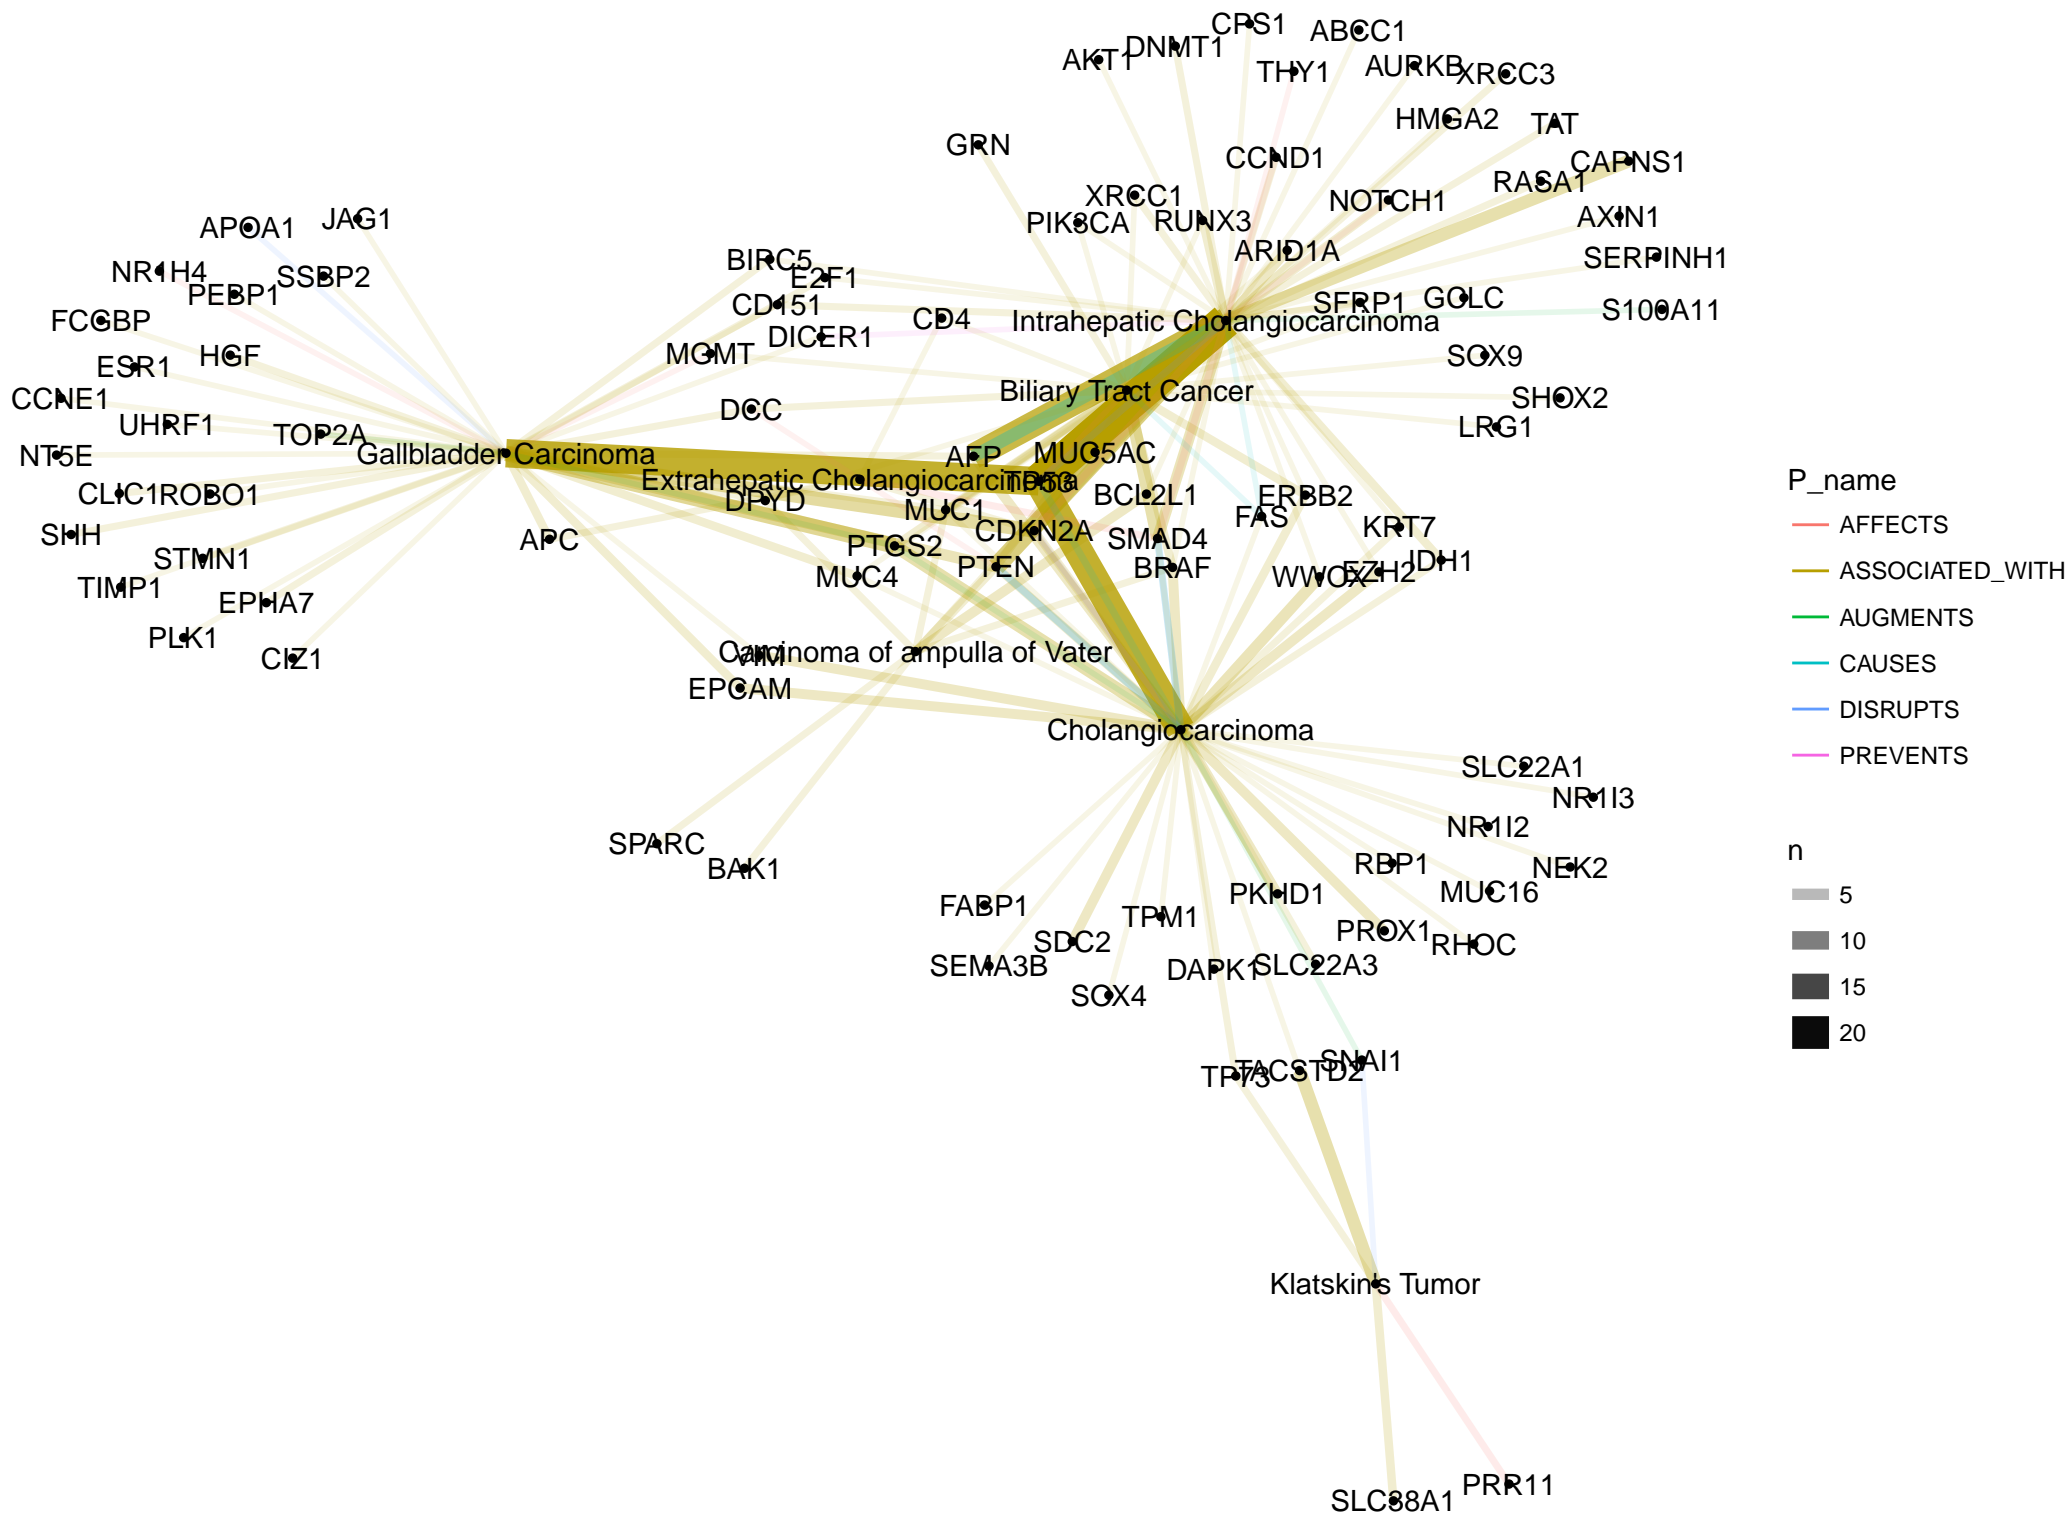 CPS1
ABCC1
DNMT1
AKT1
THY1
AURKB
XRCC3
HMGA2
TAT
GRN
CCND1
CAPNS1
RASA1
XRCC1
NOTCH1
PIK3CA
RUNX3
AXIN1
JAG1
APOA1
ARID1A
SERPINH1
BIRC5
NR1H4
SSBP2
E2F1
PEBP1
CD151
SFRP1
GCLC
S100A11
FCGBP
CD4
Intrahepatic Cholangiocarcinoma
DICER1
MGMT
HGF
SOX9
ESR1
Biliary Tract Cancer
CCNE1
SHOX2
DCC
UHRF1
TOP2A
LRG1
NT5E
Gallbladder Carcinoma
AFP
MUC5AC
Extrahepatic Cholangiocarcinoma
TP53
CLIC1
ROBO1
DPYD
BCL2L1
ERBB2
MUC1
FAS
SHH
APC
CDKN2A
KRT7
PTGS2
SMAD4
STMN1
IDH1
TIMP1
MUC4
PTEN
BRAF
WWOX
EZH2
EPHA7
PLK1
CIZ1
VIM
Carcinoma of ampulla of Vater
EPCAM
Cholangiocarcinoma
SLC22A1
NR1I3
NR1I2
SPARC
BAK1
RBP1
NEK2
PKHD1
MUC16
FABP1
TPM1
PROX1
SDC2
RHOC
SEMA3B
DAPK1
SLC22A3
SOX4
SNAI1
TP73
TACSTD2
Klatskin's Tumor
PRR11
SLC38A1
P_name
AFFECTS
ASSOCIATED_WITH
AUGMENTS
CAUSES
DISRUPTS
PREVENTS
n
5
10
15
20